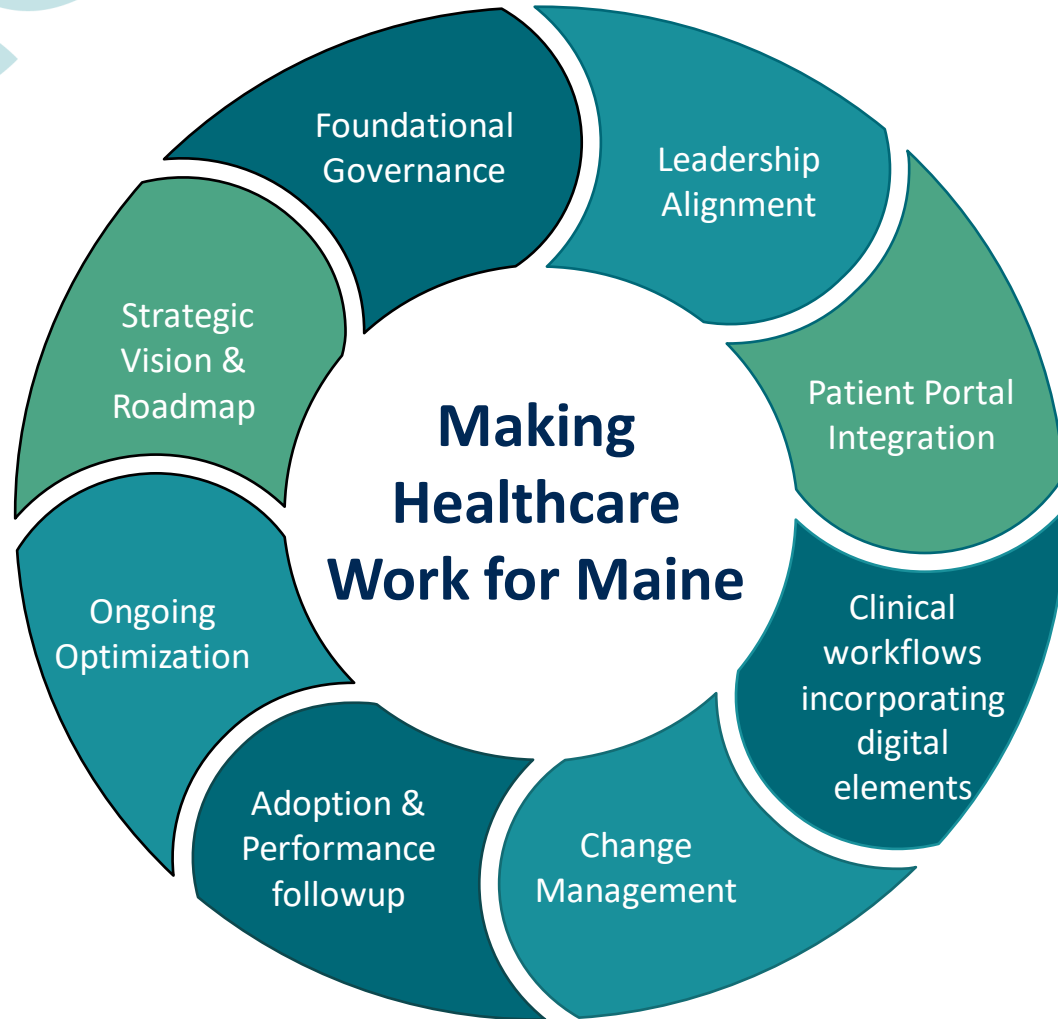 Foundational
Governance
Leadership
Alignment
Patient Portal
Integration
Clinical
workflows
incorporating
digital
elements
Change
Management
Adoption &
Performance
followup
Ongoing
Optimization
Strategic
Vision &
Roadmap
Making
Healthcare
Work for Maine